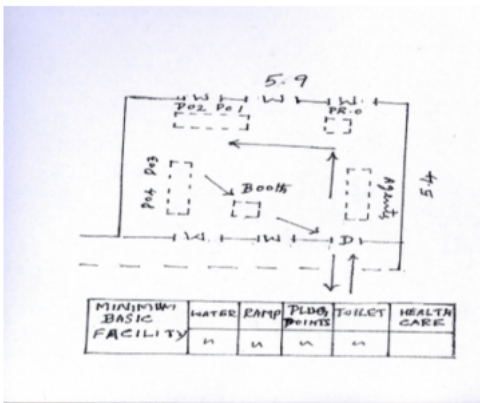 5.9
W W W
PO2 PO1 PR.O
4.5
PO4 PO3
Booth
Agents
W W D
MINIMUM BASIC FACILITY WATER RAMP PLUG POINTS TOILET HEALTH CARE